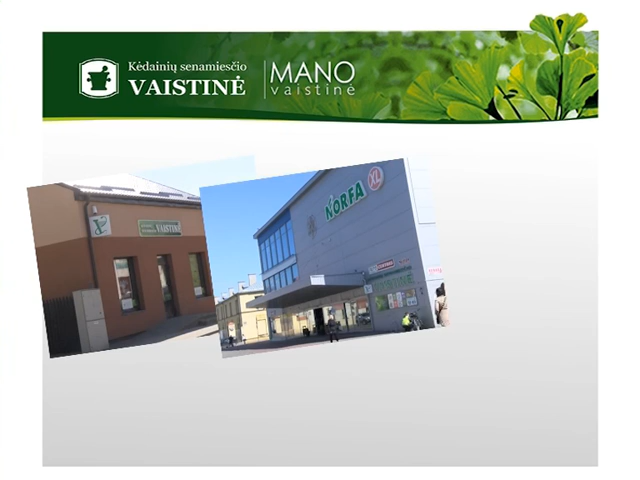 Kėdainių senamiesčio
VAISTINĖ
MANO
vaistinė
VAISTINĖ
NORFA
XL
VAISTINĖ